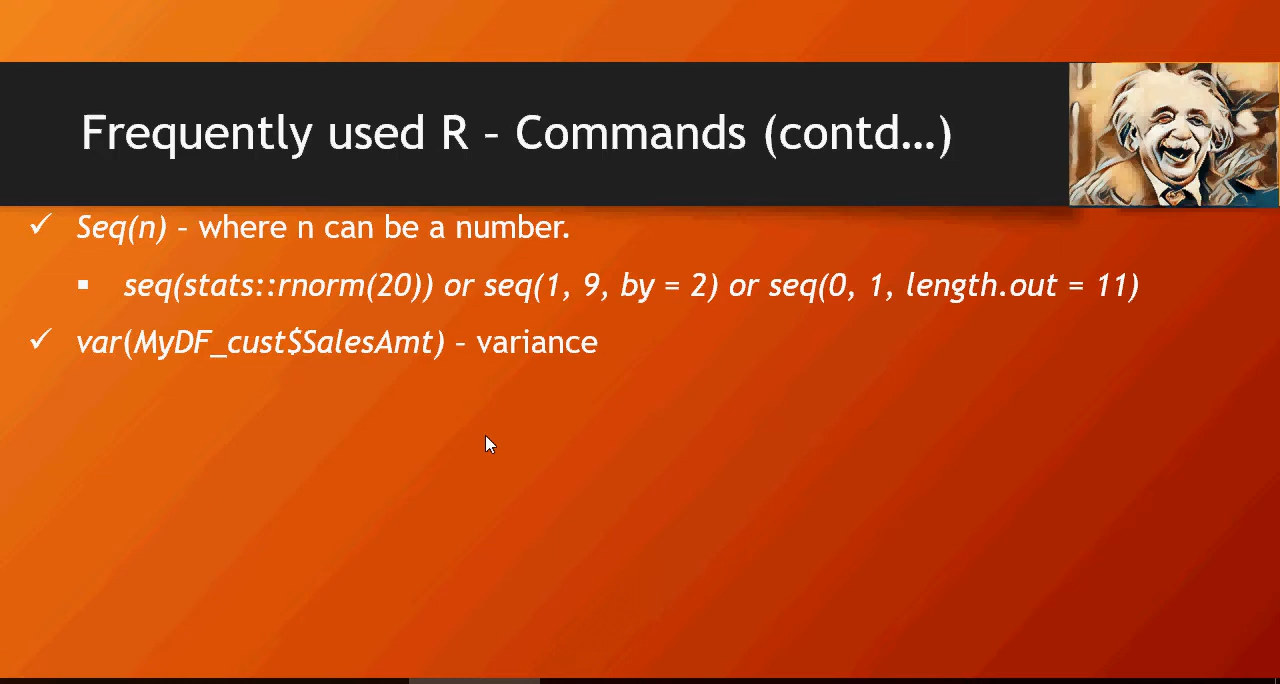 Frequently used R – Commands (contd…)
✓ Seq(n) – where n can be a number.
▪ seq(stats::rnorm(20)) or seq(1, 9, by = 2) or seq(0, 1, length.out = 11)
✓ var(MyDF_cust$SalesAmt) – variance